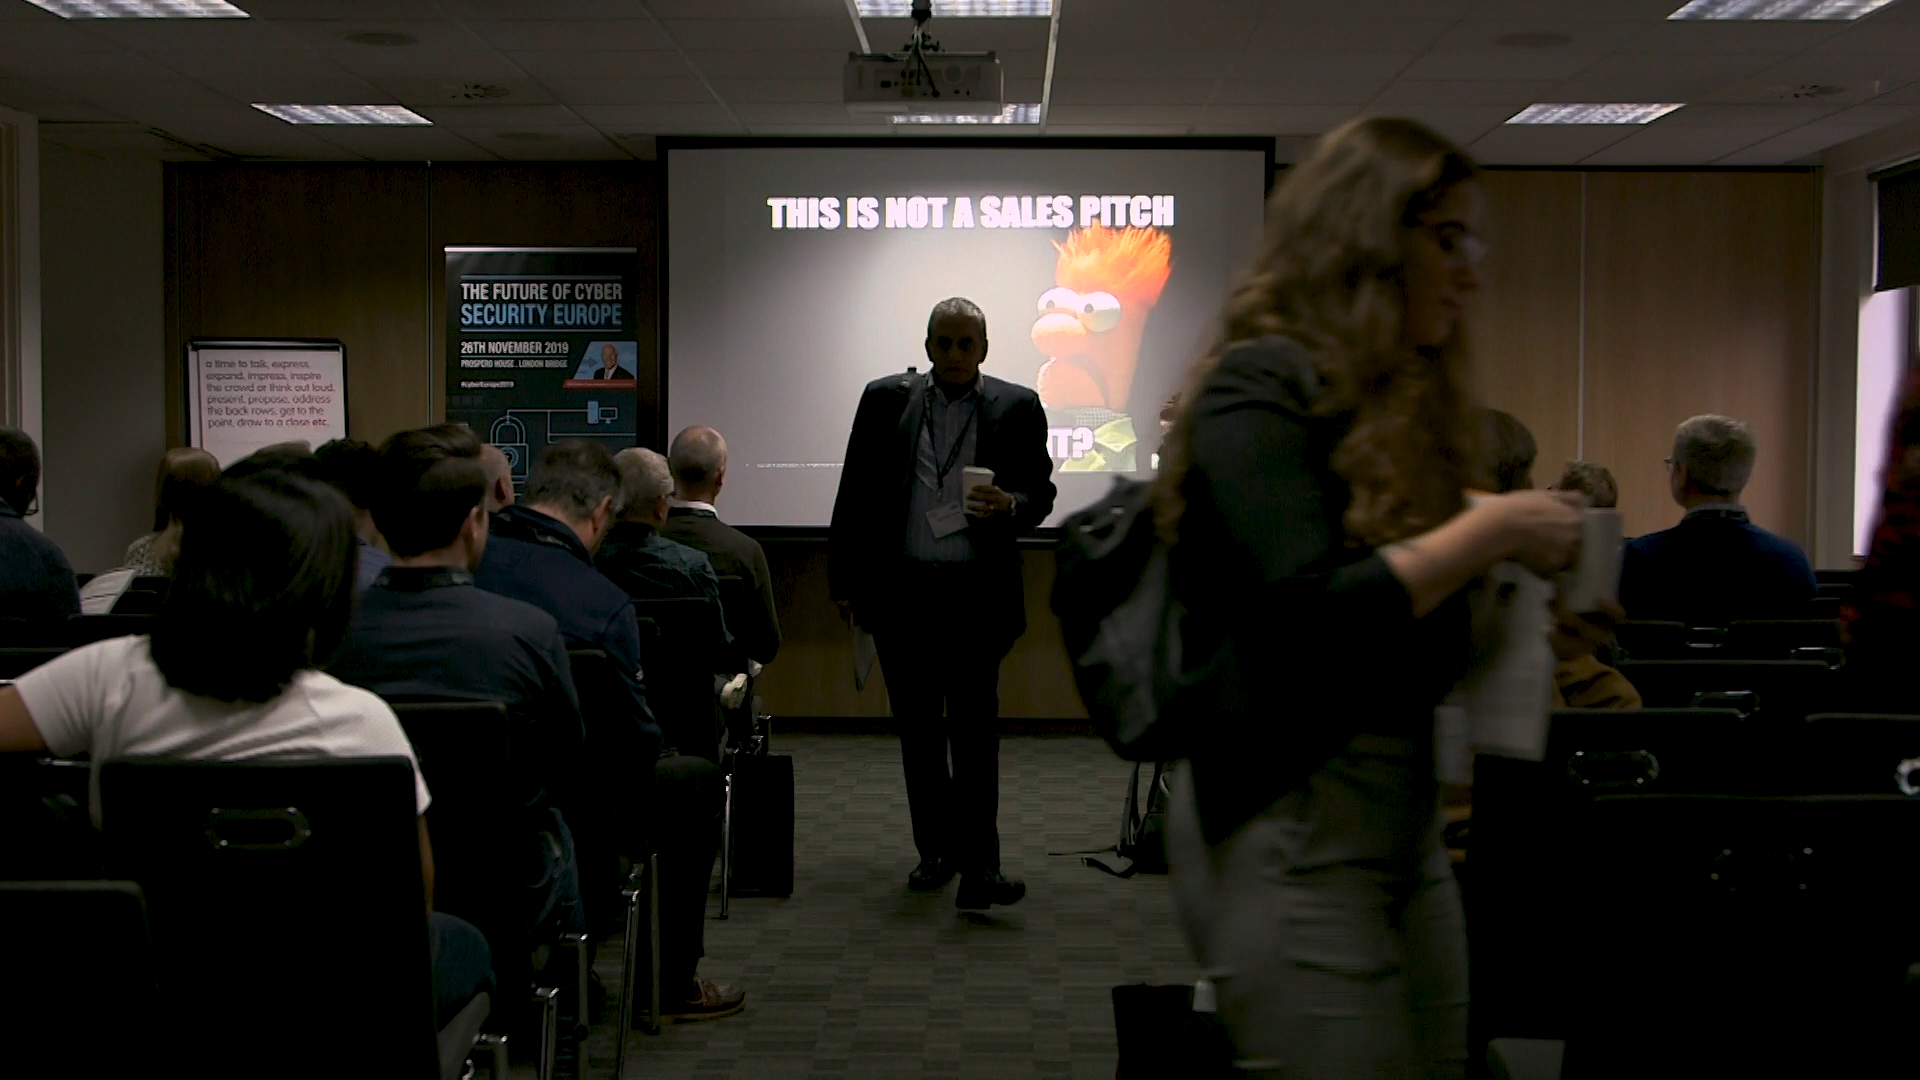 THIS IS NOT A SALES PITCH
IT?
THE FUTURE OF CYBER
SECURITY EUROPE
26TH NOVEMBER 2019
PROSPERO HOUSE, LONDON BRIDGE
#CyberEurope2019
a time to talk, express,
expand, impress, inspire
the crowd or think out loud.
present, propose, address
the back rows, get to the
point, draw to a close etc.